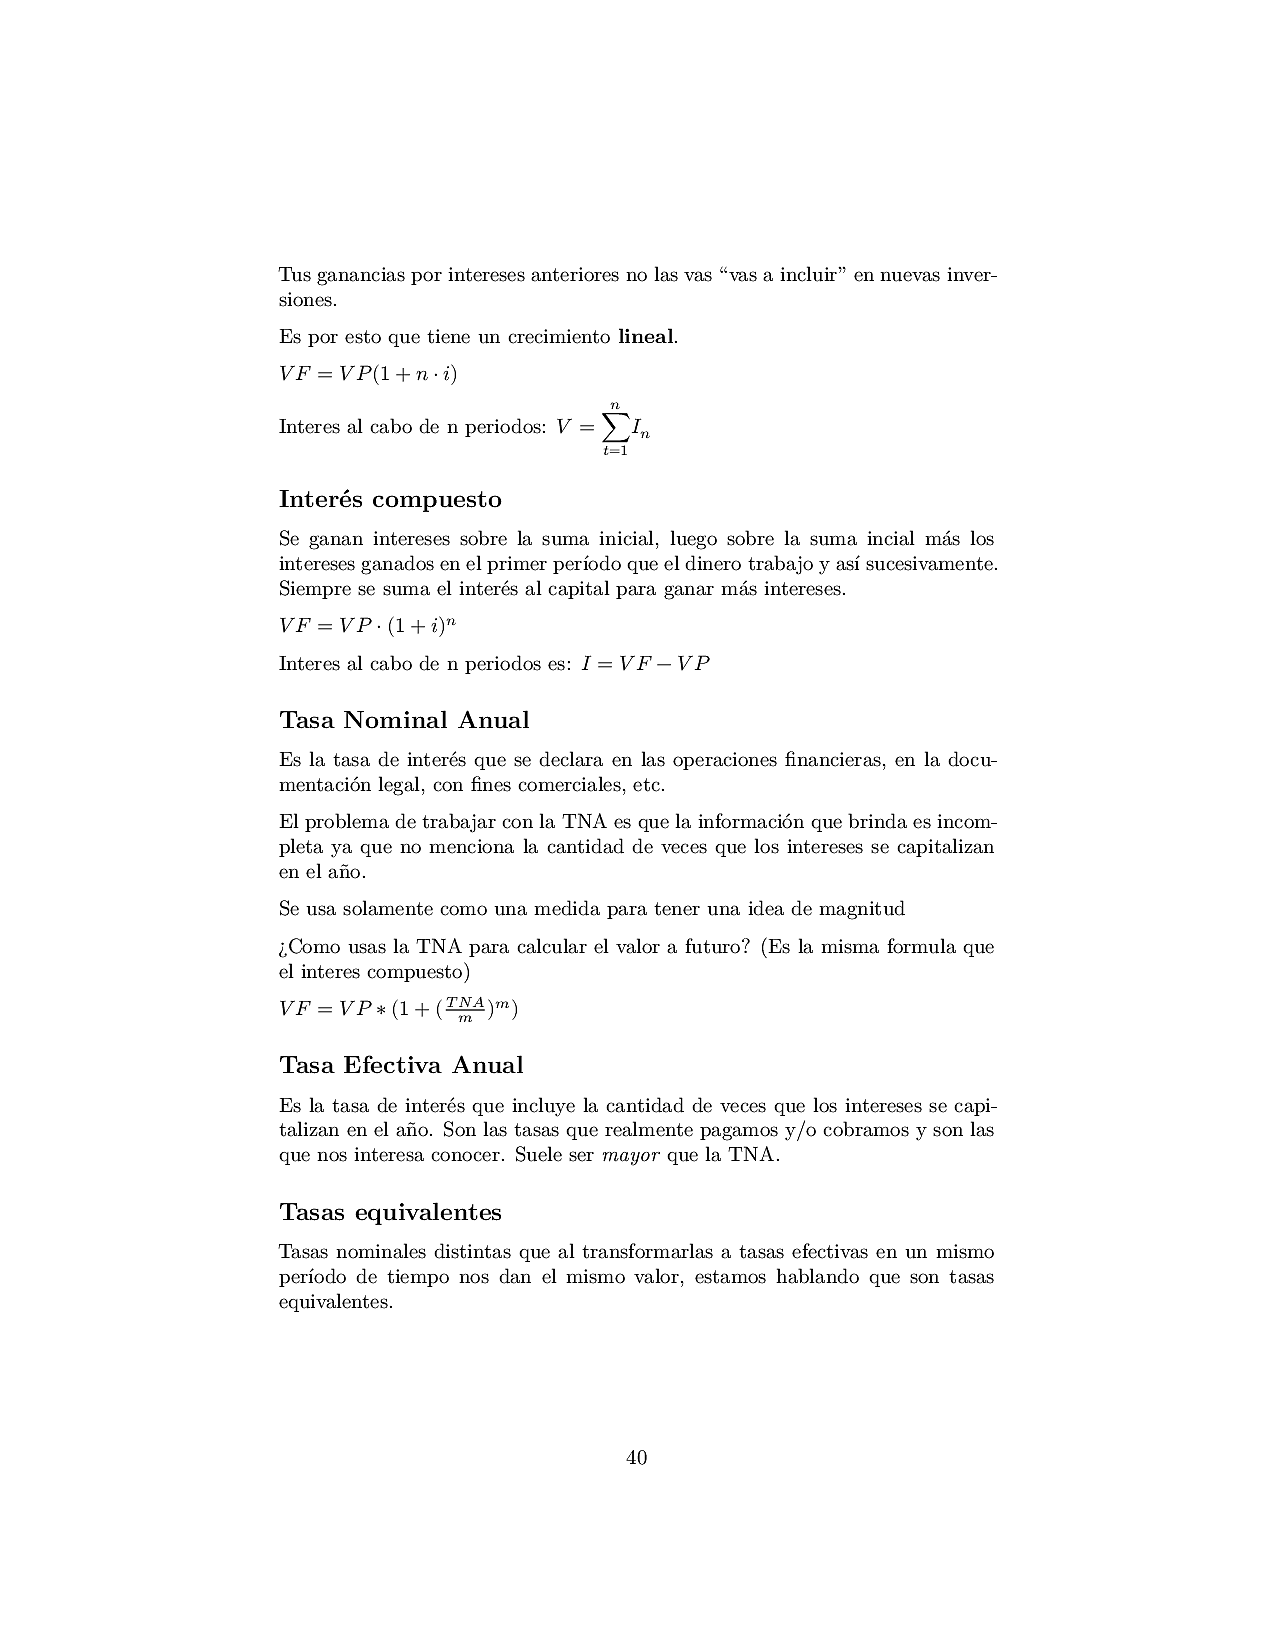 Tus ganancias por intereses anteriores no las vas “vas a incluir” en nuevas inver-
siones.
Es por esto que tiene un crecimiento lineal.
VF = VP(1 + n · i)
Interes al cabo de n periodos: V = \sum_{t=1}^{n} I_n
Interés compuesto
Se ganan intereses sobre la suma inicial, luego sobre la suma incial más los
intereses ganados en el primer período que el dinero trabajo y así sucesivamente.
Siempre se suma el interés al capital para ganar más intereses.
VF = VP · (1 + i)^n
Interes al cabo de n periodos es: I = VF − VP
Tasa Nominal Anual
Es la tasa de interés que se declara en las operaciones financieras, en la docu-
mentación legal, con fines comerciales, etc.
El problema de trabajar con la TNA es que la información que brinda es incom-
pleta ya que no menciona la cantidad de veces que los intereses se capitalizan
en el año.
Se usa solamente como una medida para tener una idea de magnitud
¿Como usas la TNA para calcular el valor a futuro? (Es la misma formula que
el interes compuesto)
VF = VP ∗ (1 + (\frac{TNA}{m})^m)
Tasa Efectiva Anual
Es la tasa de interés que incluye la cantidad de veces que los intereses se capi-
talizan en el año. Son las tasas que realmente pagamos y/o cobramos y son las
que nos interesa conocer. Suele ser mayor que la TNA.
Tasas equivalentes
Tasas nominales distintas que al transformarlas a tasas efectivas en un mismo
período de tiempo nos dan el mismo valor, estamos hablando que son tasas
equivalentes.
40